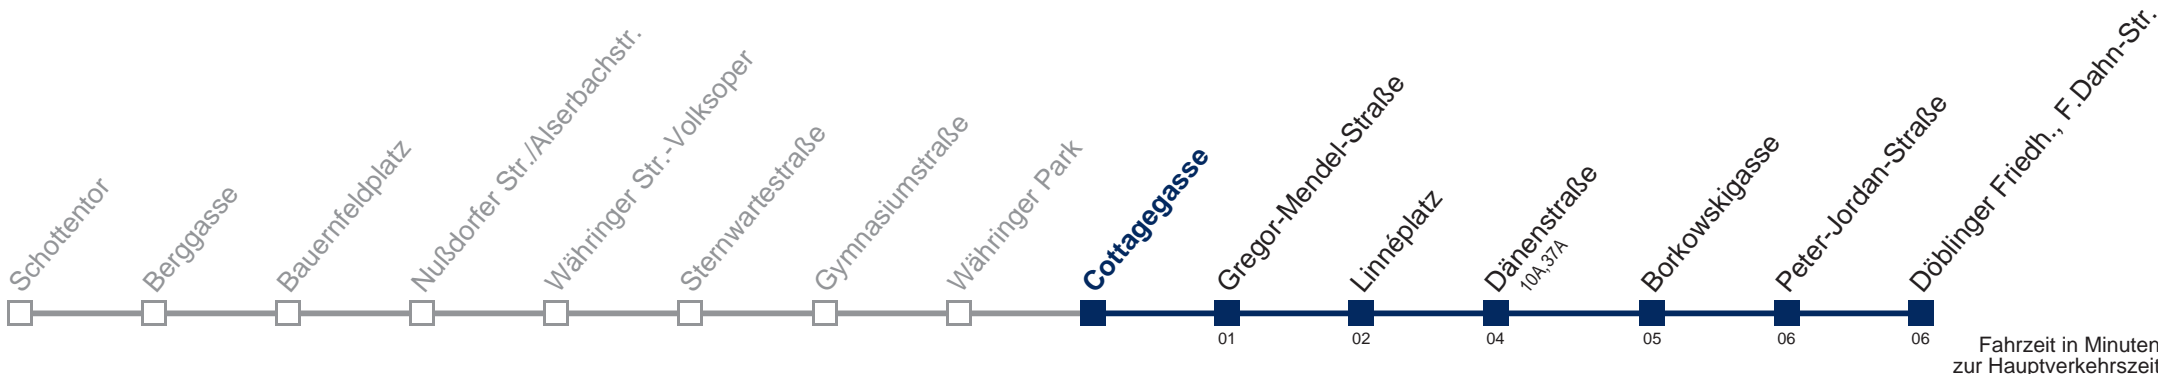 Schottentor
Berggasse
Bauernfeldplatz
Nußdorfer Str./Alserbachstr.
Währinger Str.-Volksoper
Sternwartestraße
Gymnasiumstraße
Währinger Park
Cottagegasse
Gregor-Mendel-Straße
Linnéplatz
Dänenstraße
10A,37A
Borkowskigasse
Peter-Jordan-Straße
Döblinger Friedh., F.Dahn-Str.
01
02
04
05
06
06
Fahrzeit in Minuten
zur Hauptverkehrszeit